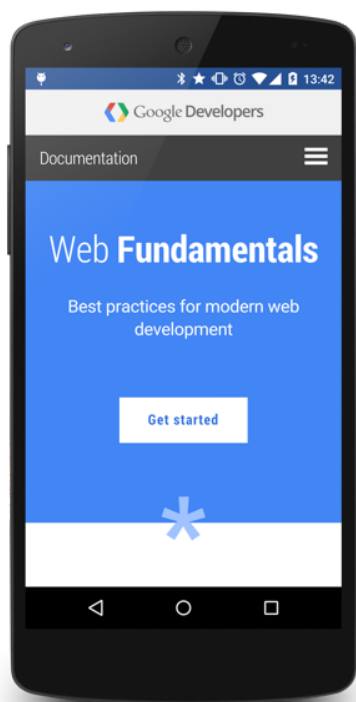 13:42
Google Developers
Documentation
Web Fundamentals
Best practices for modern web
development
Get started
*